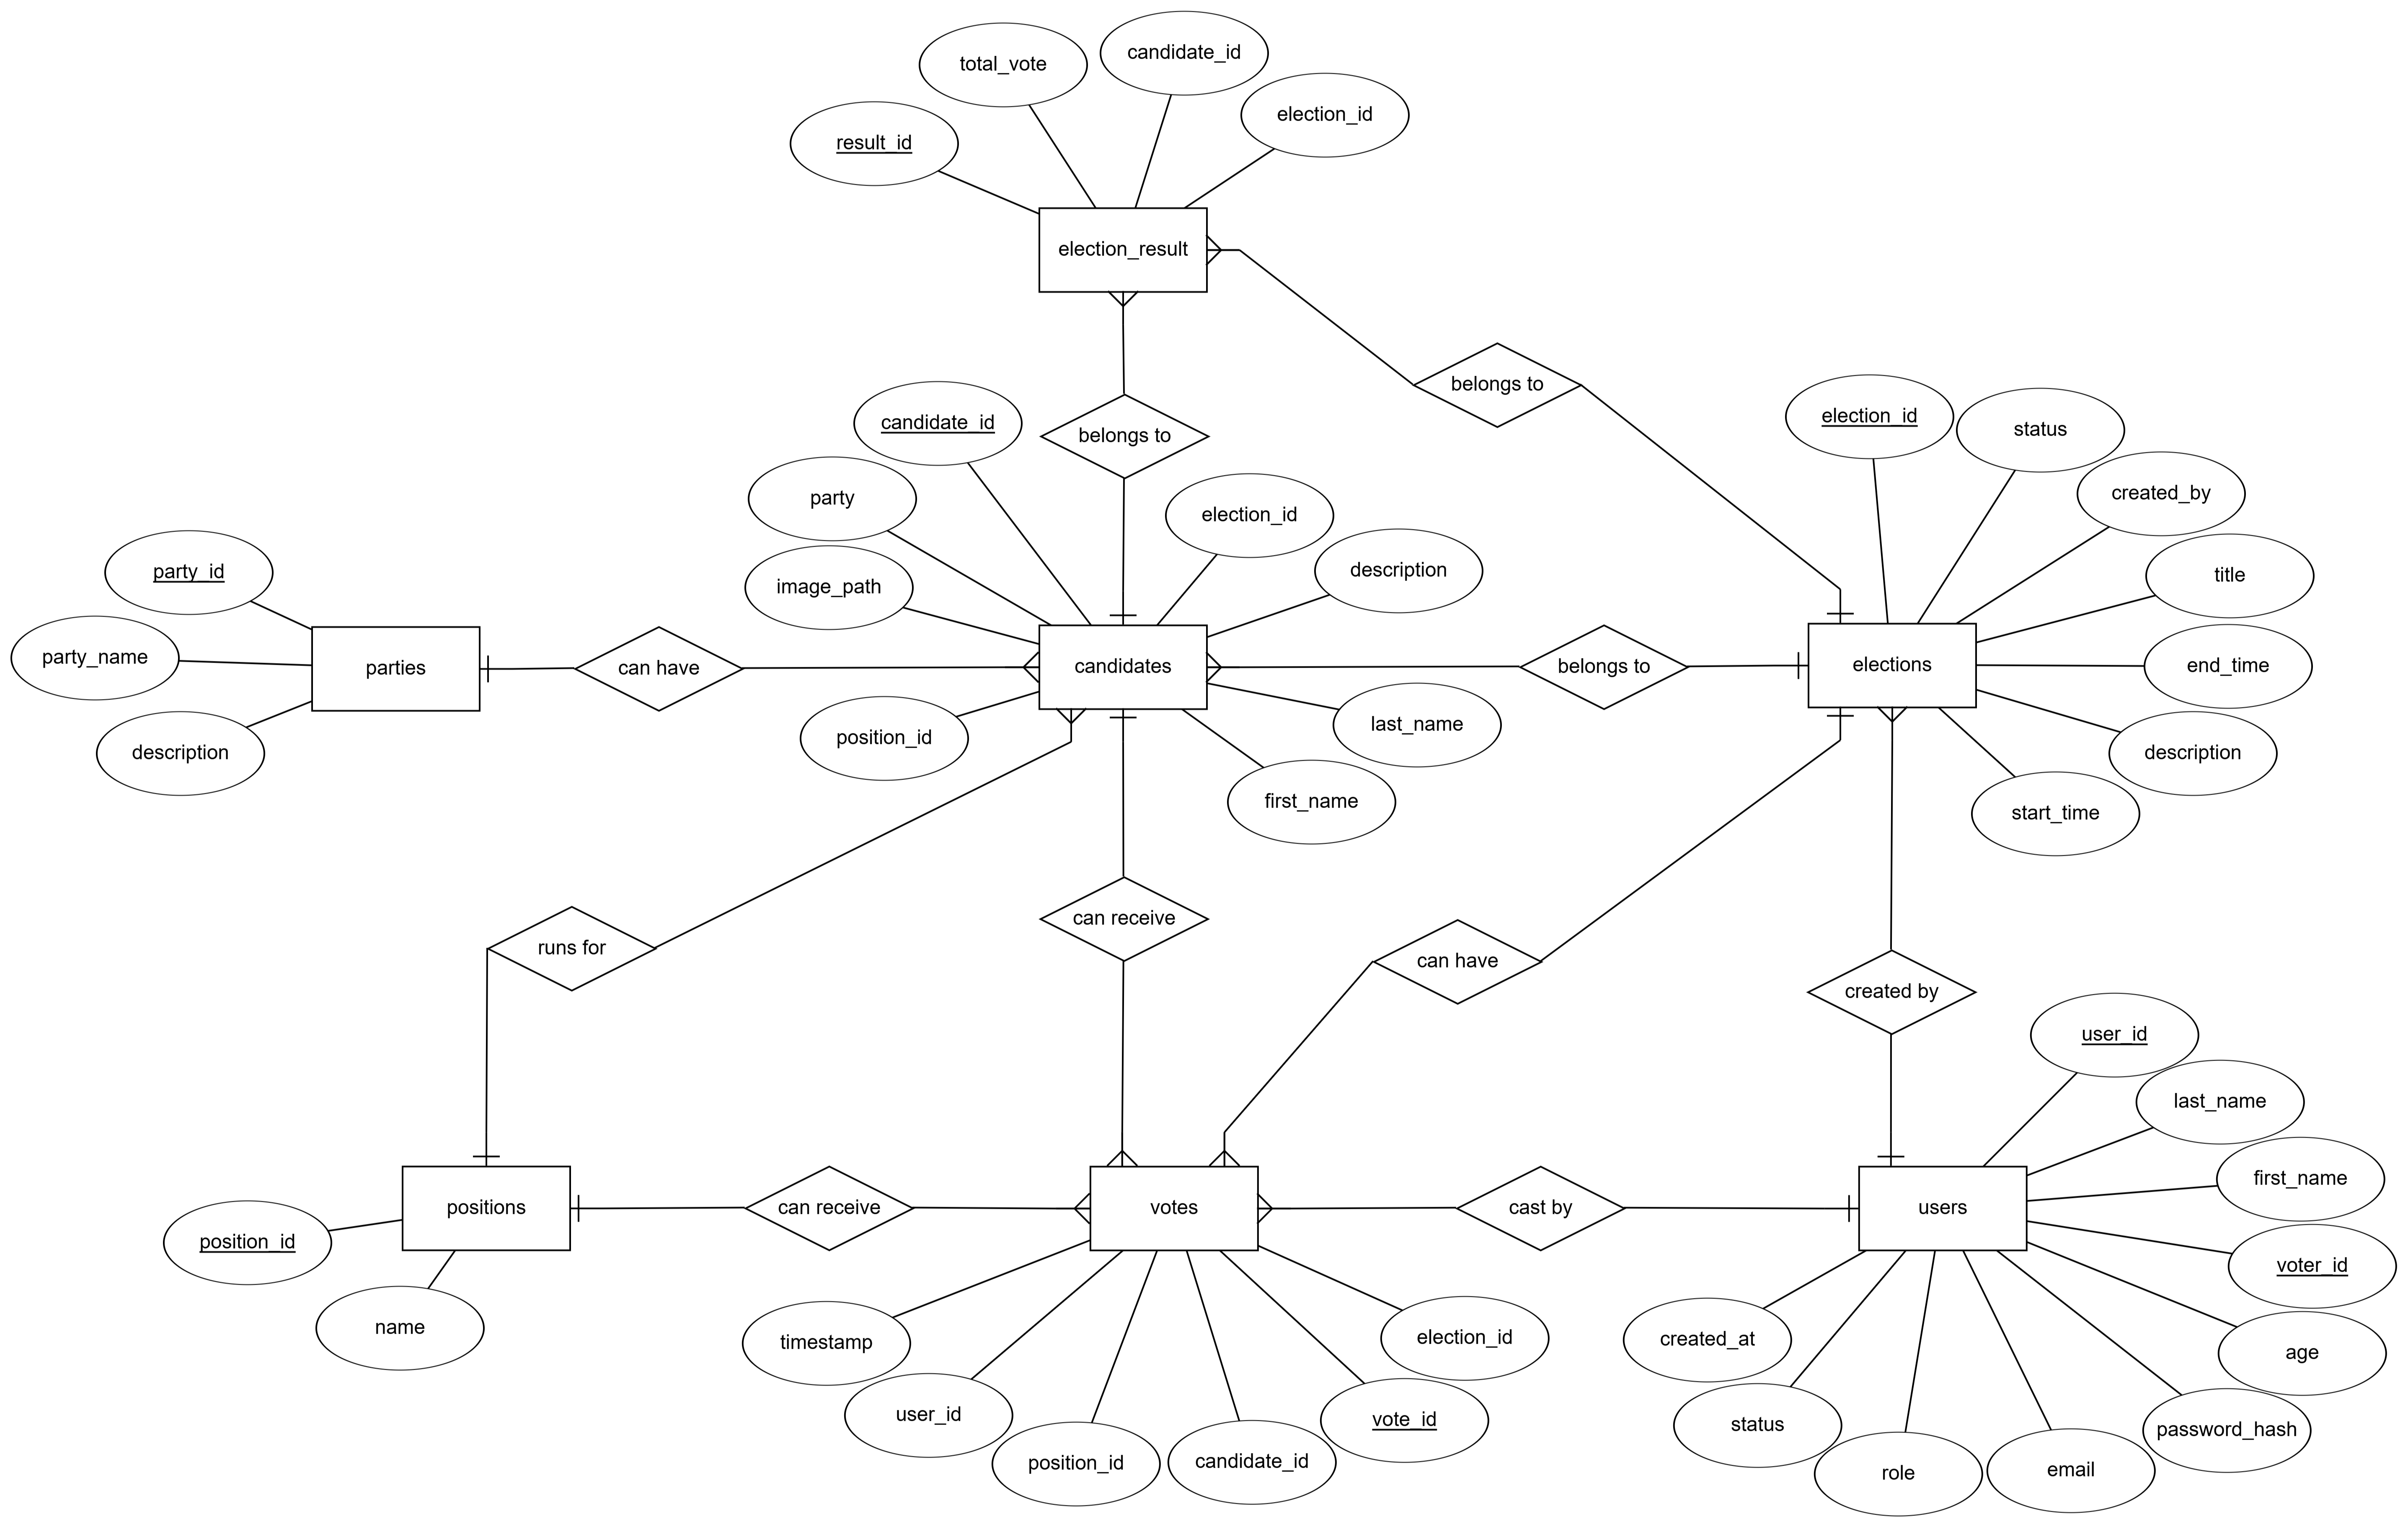 total_vote
candidate_id
election_id
result_id
election_result
belongs to
belongs to
candidate_id
party
image_path
election_id
description
election_id
status
created_by
title
end_time
description
start_time
party_id
party_name
description
parties
can have
candidates
belongs to
elections
position_id
last_name
first_name
runs for
can receive
can have
created by
user_id
last_name
first_name
voter_id
age
password_hash
email
role
status
created_at
positions
can receive
votes
cast by
users
position_id
name
timestamp
user_id
position_id
candidate_id
vote_id
election_id